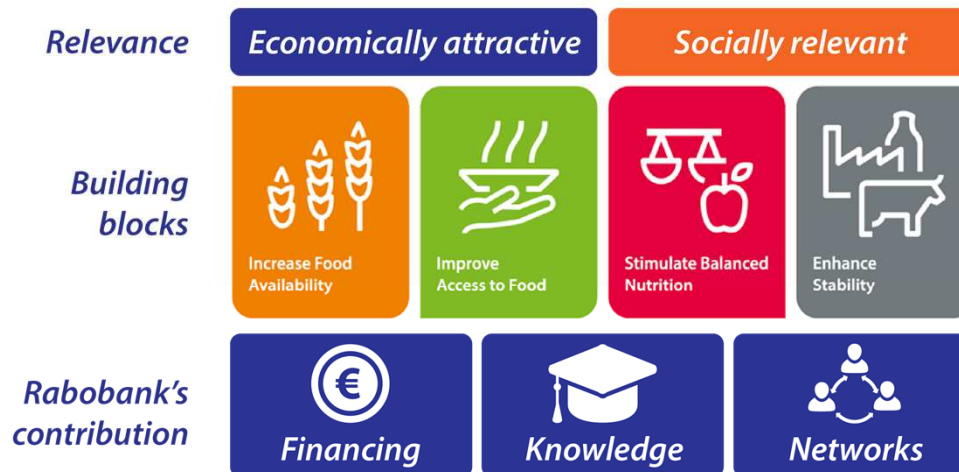 Relevance
Economically attractive
Socially relevant
Building
blocks
Increase Food
Availability
Improve
Access to Food
Stimulate Balanced
Nutrition
Enhance
Stability
Rabobank's
contribution
€
Financing
Knowledge
Networks